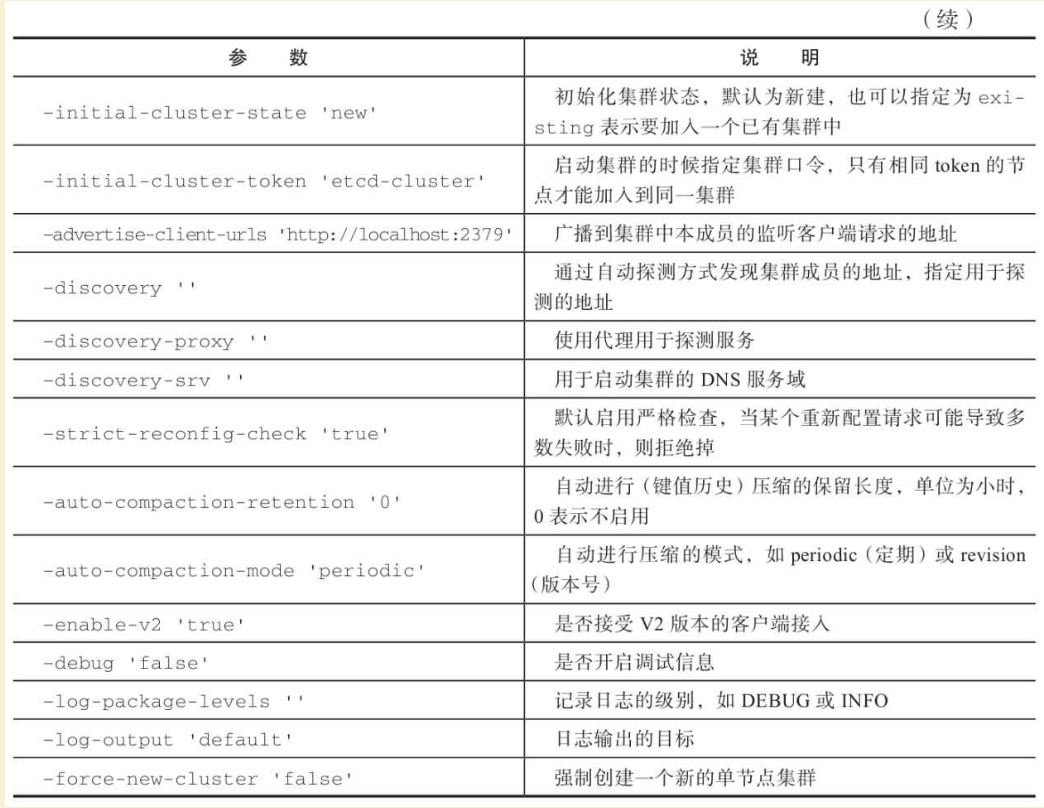 （续）
参 数 说 明
-initial-cluster-state 'new' 初始化集群状态，默认为新建，也可以指定为 exi-
sting 表示要加入一个已有集群中
-initial-cluster-token 'etcd-cluster' 启动集群的时候指定集群口令，只有相同 token 的节
点才能加入到同一集群
-advertise-client-urls 'http://localhost:2379' 广播到集群中本成员的监听客户端请求的地址
-discovery '' 通过自动探测方式发现集群成员的地址，指定用于探
测的地址
-discovery-proxy '' 使用代理用于探测服务
-discovery-srv '' 用于启动集群的 DNS 服务域
-strict-reconfig-check 'true' 默认启用严格检查，当某个重新配置请求可能导致多
数失败时，则拒绝掉
-auto-compaction-retention '0' 自动进行（键值历史）压缩的保留长度，单位为小时，
0 表示不启用
-auto-compaction-mode 'periodic' 自动进行压缩的模式，如 periodic（定期）或 revision
（版本号）
-enable-v2 'true' 是否接受 V2 版本的客户端接入
-debug 'false' 是否开启调试信息
-log-package-levels '' 记录日志的级别，如 DEBUG 或 INFO
-log-output 'default' 日志输出的目标
-force-new-cluster 'false' 强制创建一个新的单节点集群